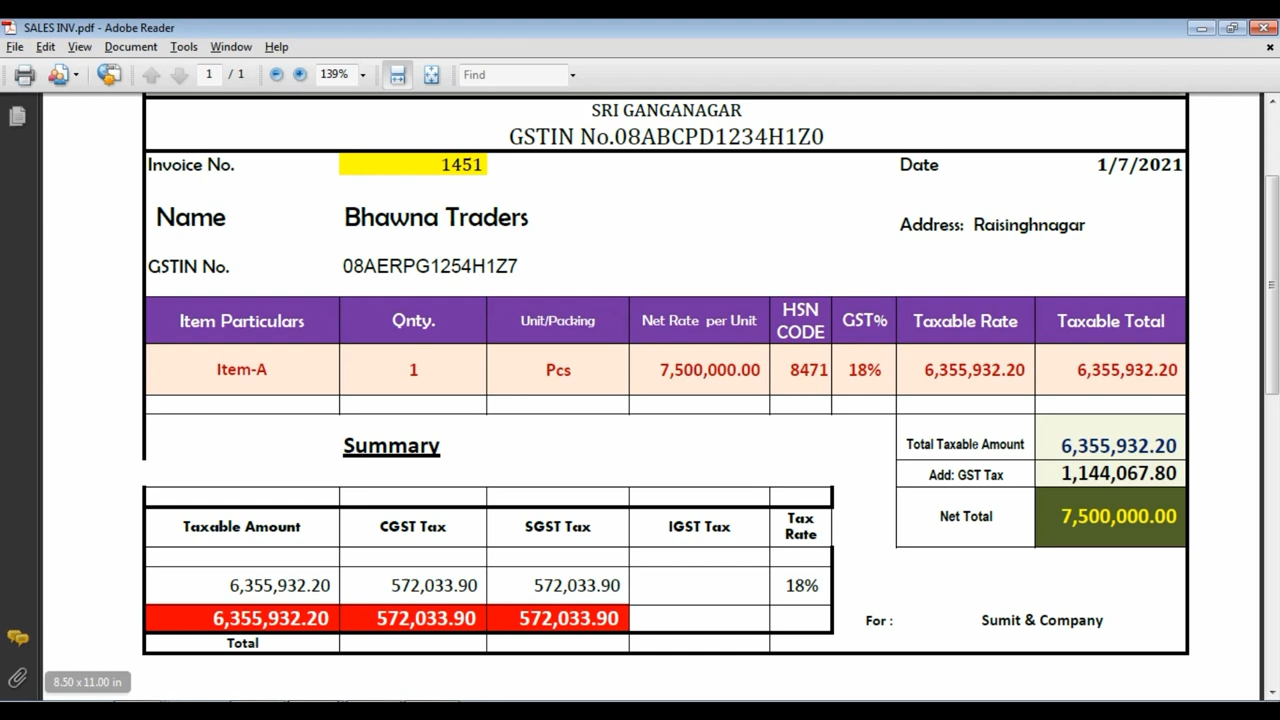 SALES INV.pdf - Adobe Reader
File Edit View Document Tools Window Help
1 / 1 139% Find
SRI GANGANAGAR
GSTIN No.08ABCPD1234H1Z0
Invoice No. 1451 Date 1/7/2021
Name Bhawna Traders Address: Raisinghnagar
GSTIN No. 08AERPG1254H1Z7
Item Particulars Qnty. Unit/Packing Net Rate per Unit HSN CODE GST% Taxable Rate Taxable Total
Item-A 1 Pcs 7,500,000.00 8471 18% 6,355,932.20 6,355,932.20
Summary Total Taxable Amount 6,355,932.20
Add: GST Tax 1,144,067.80
Net Total 7,500,000.00
Taxable Amount CGST Tax SGST Tax IGST Tax Tax Rate
6,355,932.20 572,033.90 572,033.90 18%
6,355,932.20 572,033.90 572,033.90 For : Sumit & Company
Total
8.50 x 11.00 in